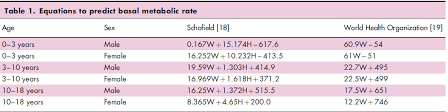 Table 1. Equations to predict basal metabolic rate
Age Sex Schofield [18] World Health Organization [19]
0–3 years Male 0.167W + 15.174H – 617.6 60.9W – 54
0–3 years Female 16.252W + 10.232H – 413.5 61W – 51
3–10 years Male 19.59W + 1.303H + 414.9 22.7W + 495
3–10 years Female 16.969W + 1.618H + 371.2 22.5W + 499
10–18 years Male 16.25W + 1.372H + 515.5 17.5W + 651
10–18 years Female 8.365W + 4.65H + 200.0 12.2W + 746